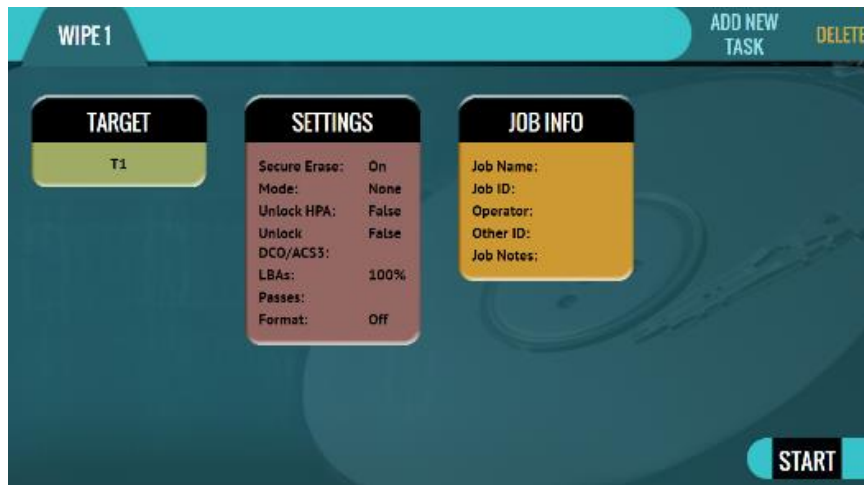 WIPE 1
ADD NEW
TASK
DELETE
TARGET
T1
SETTINGS
Secure Erase: On
Mode: None
Unlock HPA: False
Unlock False
DCO/ACS3:
LBAs: 100%
Passes:
Format: Off
JOB INFO
Job Name:
Job ID:
Operator:
Other ID:
Job Notes:
START